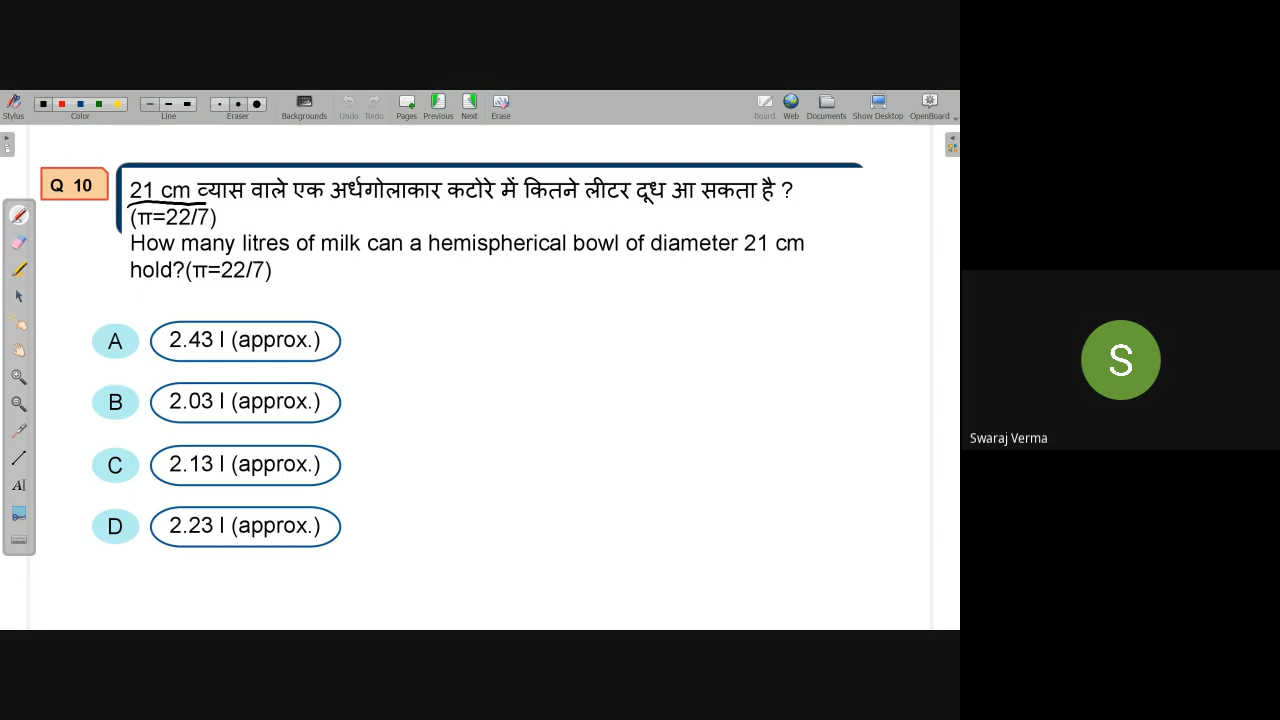 Stylus
Color
Line
Eraser
Backgrounds
Undo
Redo
Pages
Previous
Next
Erase
Board
Web
Documents
Show Desktop
OpenBoard
Q 10
21 cm व्यास वाले एक अर्धगोलाकार कटोरे में कितने लीटर दूध आ सकता है ?
(π=22/7)
How many litres of milk can a hemispherical bowl of diameter 21 cm
hold?(π=22/7)
A 2.43 l (approx.)
B 2.03 l (approx.)
C 2.13 l (approx.)
D 2.23 l (approx.)
AI
S
Swaraj Verma